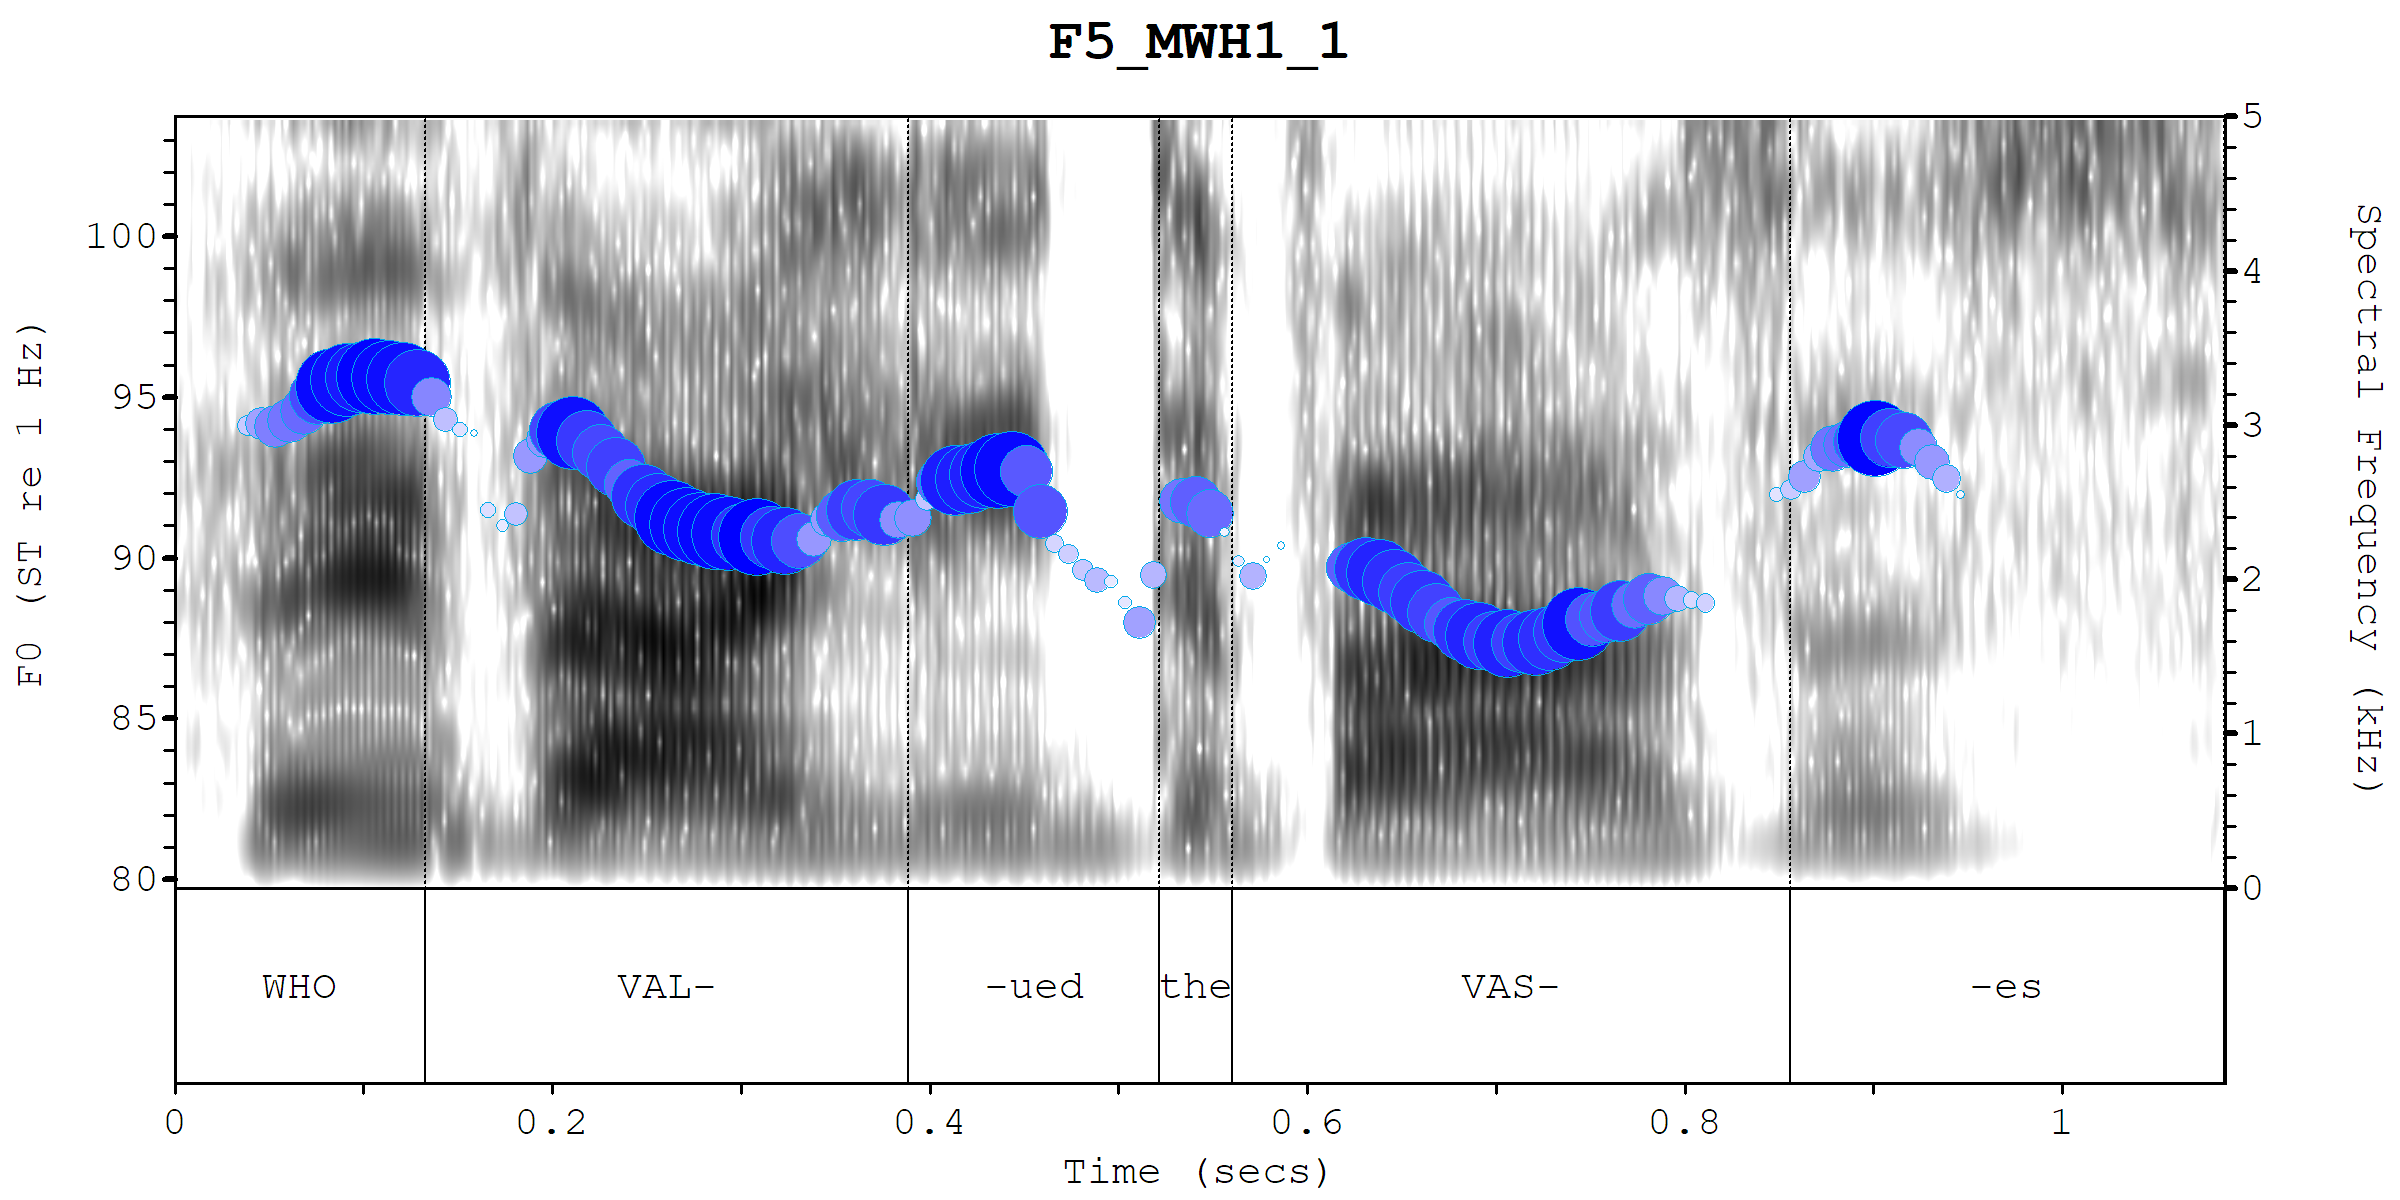 F5_MWH1_1
F0 (ST re 1 Hz)
100
95
90
85
80
5
4
3
2
1
0
Spectral Frequency (kHz)
WHO VAL- -ued the VAS- -es
0 0.2 0.4 0.6 0.8 1
Time (secs)